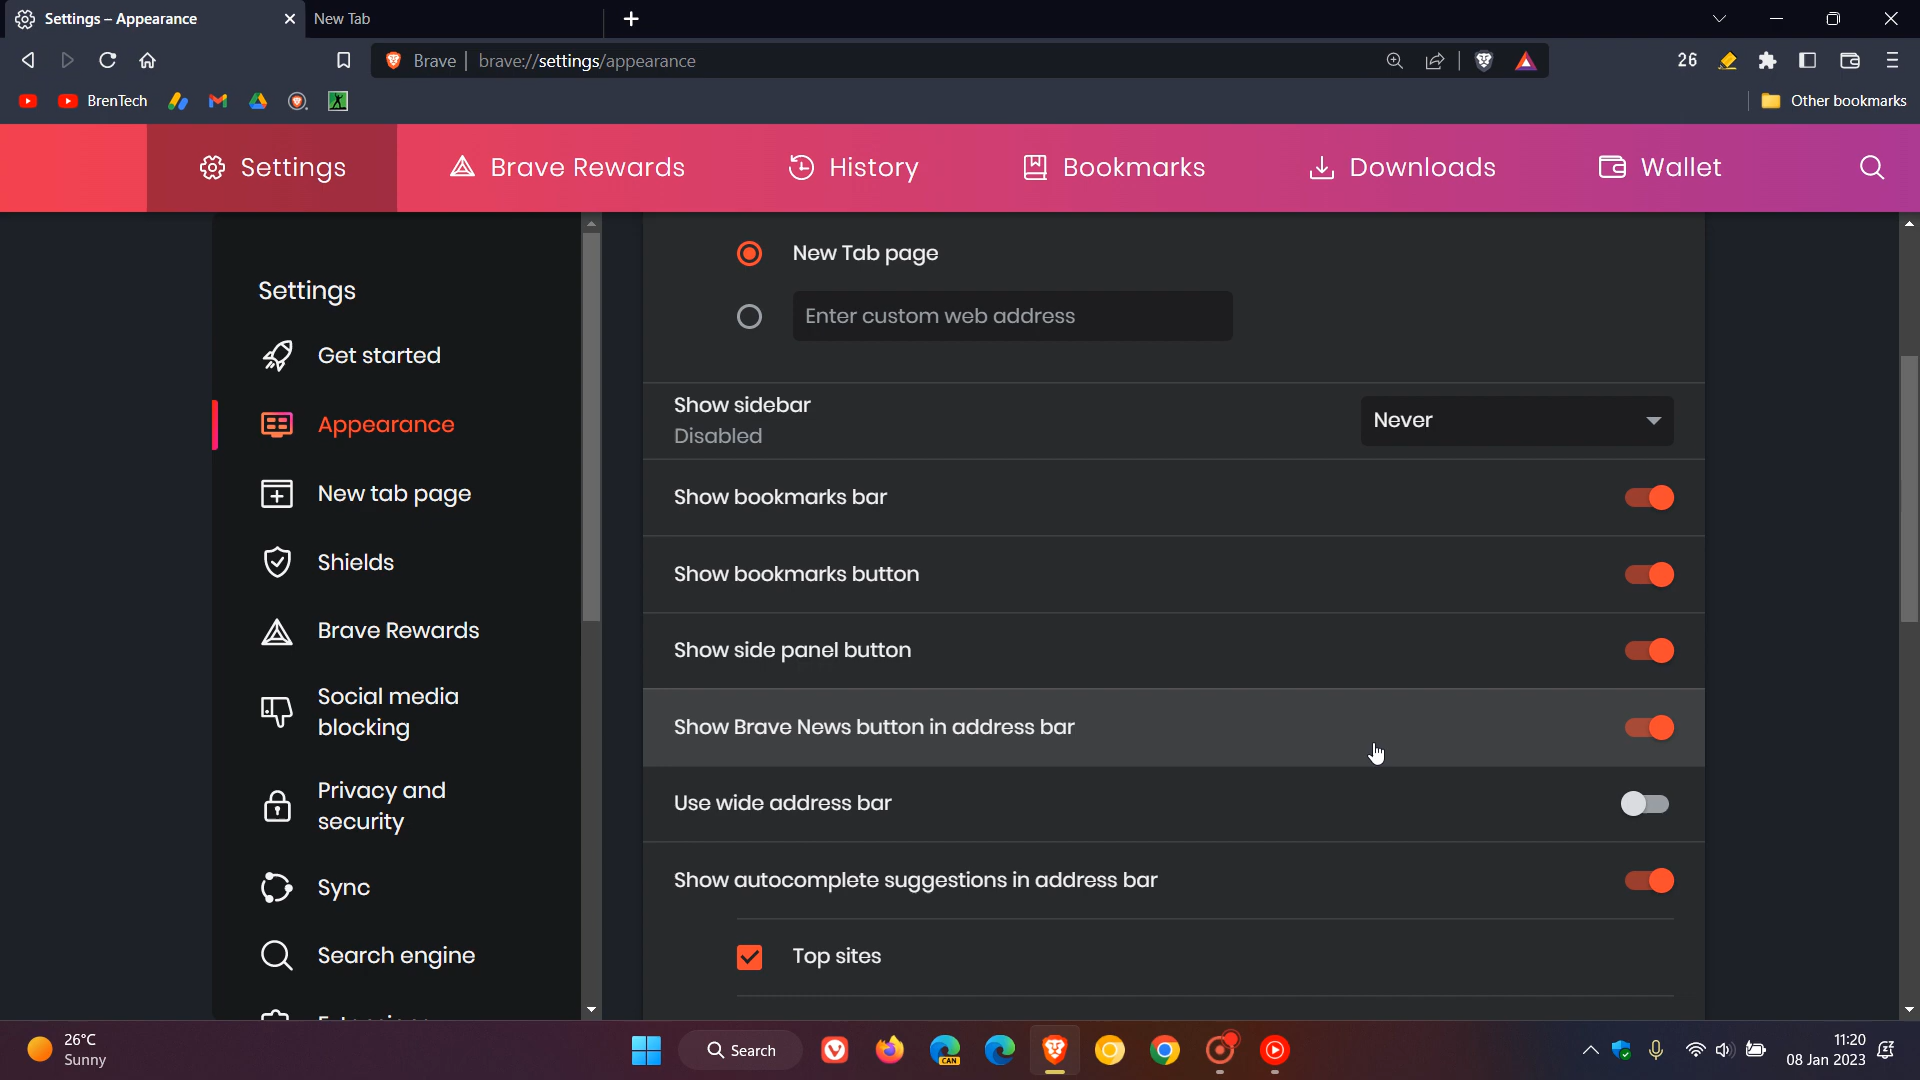 Settings – Appearance
New Tab
Brave
brave://settings/appearance
26
BrenTech
Other bookmarks
Settings
Brave Rewards
History
Bookmarks
Downloads
Wallet
Settings
Get started
Appearance
New tab page
Shields
Brave Rewards
Social media
blocking
Privacy and
security
Sync
Search engine
New Tab page
Enter custom web address
Show sidebar
Disabled
Never
Show bookmarks bar
Show bookmarks button
Show side panel button
Show Brave News button in address bar
Use wide address bar
Show autocomplete suggestions in address bar
Top sites
26°C
Sunny
Search
CAN
11:20
08 Jan 2023